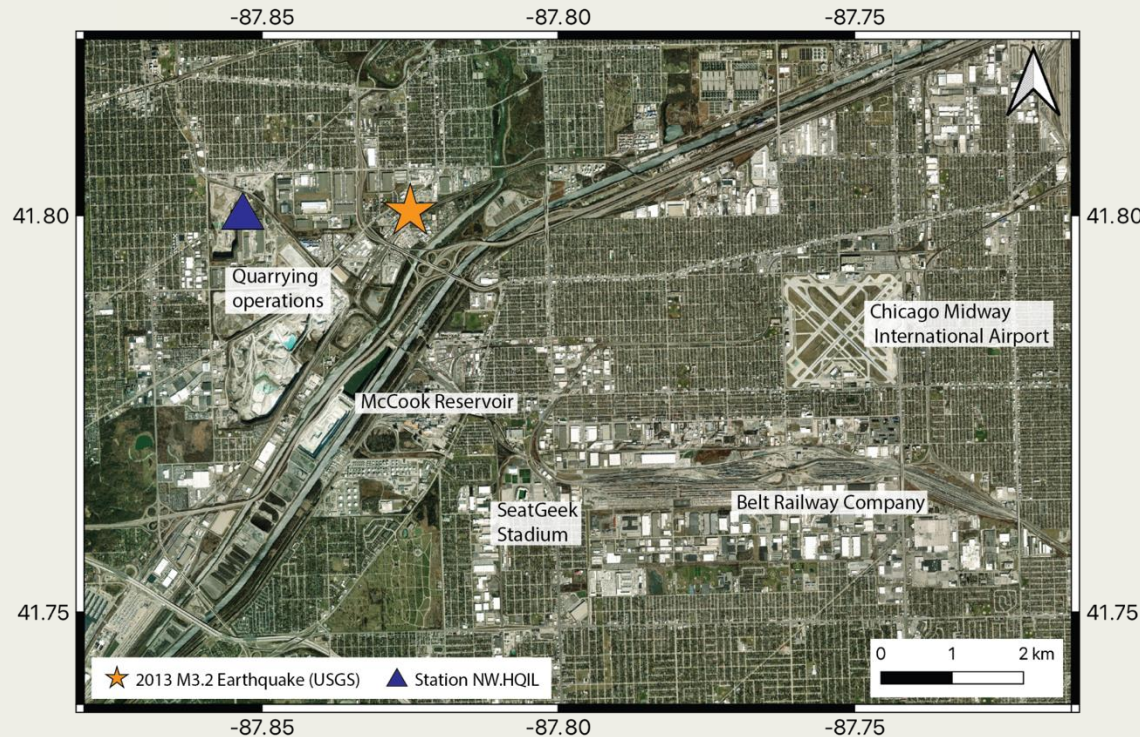 -87.85
-87.80
-87.75
41.80
41.80
Quarrying
operations
Chicago Midway
International Airport
McCook Reservoir
SeatGeek
Stadium
Belt Railway Company
41.75
41.75
0 1 2 km
2013 M3.2 Earthquake (USGS)
Station NW.HQIL
-87.85
-87.80
-87.75